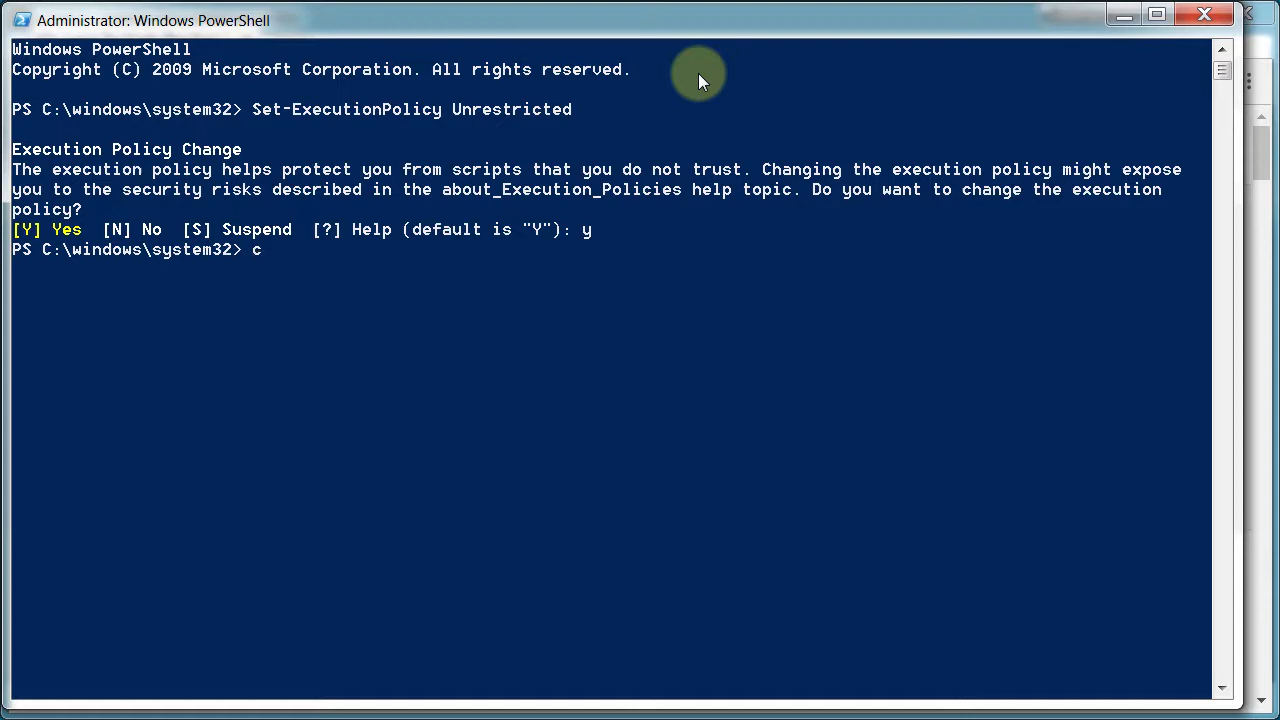 Administrator: Windows PowerShell
Windows PowerShell
Copyright (C) 2009 Microsoft Corporation. All rights reserved.
PS C:\windows\system32> Set-ExecutionPolicy Unrestricted
Execution Policy Change
The execution policy helps protect you from scripts that you do not trust. Changing the execution policy might expose
you to the security risks described in the about_Execution_Policies help topic. Do you want to change the execution
policy?
[Y] Yes  [N] No  [S] Suspend  [?] Help (default is "Y"): y
PS C:\windows\system32> c